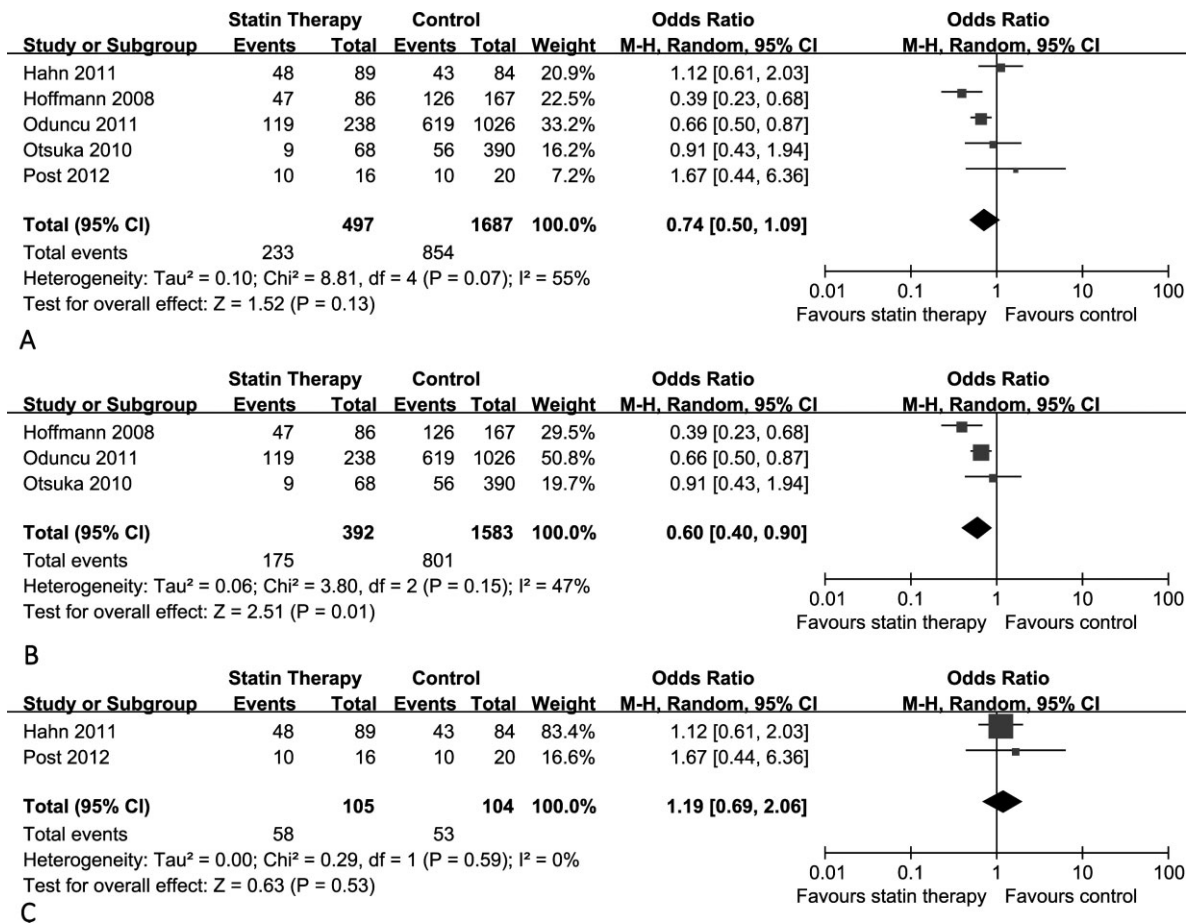 Statin Therapy Control Odds Ratio Odds Ratio
Study or Subgroup Events Total Events Total Weight M-H, Random, 95% CI M-H, Random, 95% CI
Hahn 2011 48 89 43 84 20.9% 1.12 [0.61, 2.03]
Hoffmann 2008 47 86 126 167 22.5% 0.39 [0.23, 0.68]
Oduncu 2011 119 238 619 1026 33.2% 0.66 [0.50, 0.87]
Otsuka 2010 9 68 56 390 16.2% 0.91 [0.43, 1.94]
Post 2012 10 16 10 20 7.2% 1.67 [0.44, 6.36]
Total (95% CI) 497 1687 100.0% 0.74 [0.50, 1.09]
Total events 233 854
Heterogeneity: Tau² = 0.10; Chi² = 8.81, df = 4 (P = 0.07); I² = 55%
Test for overall effect: Z = 1.52 (P = 0.13)
0.01 0.1 1 10 100
Favours statin therapy Favours control
A
Statin Therapy Control Odds Ratio Odds Ratio
Study or Subgroup Events Total Events Total Weight M-H, Random, 95% CI M-H, Random, 95% CI
Hoffmann 2008 47 86 126 167 29.5% 0.39 [0.23, 0.68]
Oduncu 2011 119 238 619 1026 50.8% 0.66 [0.50, 0.87]
Otsuka 2010 9 68 56 390 19.7% 0.91 [0.43, 1.94]
Total (95% CI) 392 1583 100.0% 0.60 [0.40, 0.90]
Total events 175 801
Heterogeneity: Tau² = 0.06; Chi² = 3.80, df = 2 (P = 0.15); I² = 47%
Test for overall effect: Z = 2.51 (P = 0.01)
0.01 0.1 1 10 100
Favours statin therapy Favours control
B
Statin Therapy Control Odds Ratio Odds Ratio
Study or Subgroup Events Total Events Total Weight M-H, Random, 95% CI M-H, Random, 95% CI
Hahn 2011 48 89 43 84 83.4% 1.12 [0.61, 2.03]
Post 2012 10 16 10 20 16.6% 1.67 [0.44, 6.36]
Total (95% CI) 105 104 100.0% 1.19 [0.69, 2.06]
Total events 58 53
Heterogeneity: Tau² = 0.00; Chi² = 0.29, df = 1 (P = 0.59); I² = 0%
Test for overall effect: Z = 0.63 (P = 0.53)
0.01 0.1 1 10 100
Favours statin therapy Favours control
C